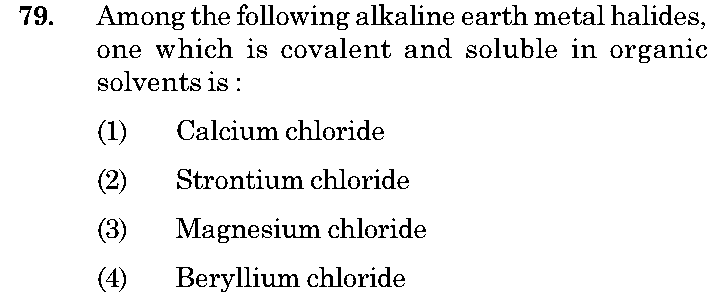 79. Among the following alkaline earth metal halides,
one which is covalent and soluble in organic
solvents is :
(1) Calcium chloride
(2) Strontium chloride
(3) Magnesium chloride
(4) Beryllium chloride